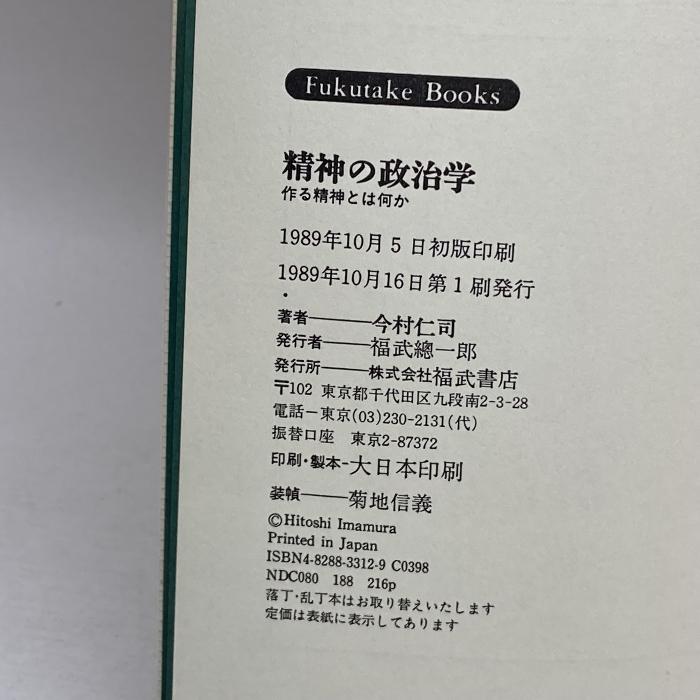 Fukutake Books
精神の政治学
作る精神とは何か
1989年10月5日初版印刷
1989年10月16日第1刷発行
著者———今村仁司
発行者———福武總一郎
発行所———株式会社福武書店
〒102 東京都千代田区九段南2-3-28
電話―東京(03)230-2131(代)
振替口座 東京2-87372
印刷・製本-大日本印刷
装幀———菊地信義
©Hitoshi Imamura
Printed in Japan
ISBN4-8288-3312-9 C0398
NDC080 188 216p
落丁・乱丁本はお取り替えいたします
定価は表紙に表示してあります